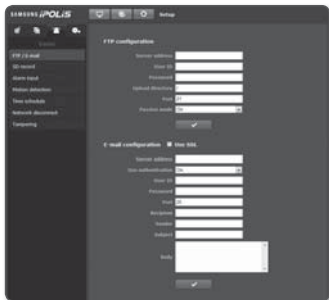 SAMSUNG iPOLiS
Setup
Events
FTP / E-mail
SD record
Alarm input
Motion detection
Time schedule
Network disconnect
Tampering
FTP configuration
Server address
User ID
Password
Upload directory
Port 21
Passive mode On
E-mail configuration Use SSL
Server address
Use authentication On
User ID
Password
Port 25
Recipient
Sender
Subject
Body